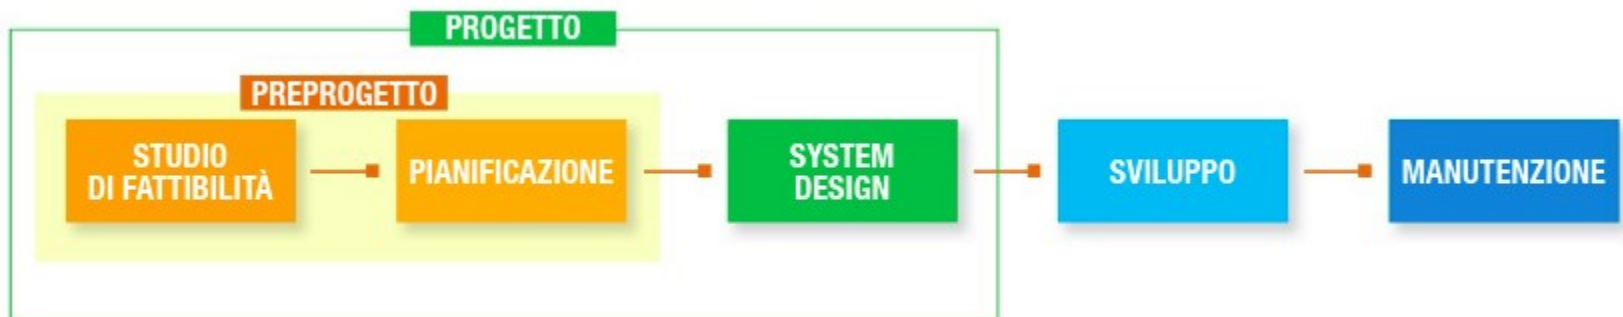 PROGETTO
PREPROGETTO
STUDIO
DI FATTIBILITÀ
PIANIFICAZIONE
SYSTEM
DESIGN
SVILUPPO
MANUTENZIONE